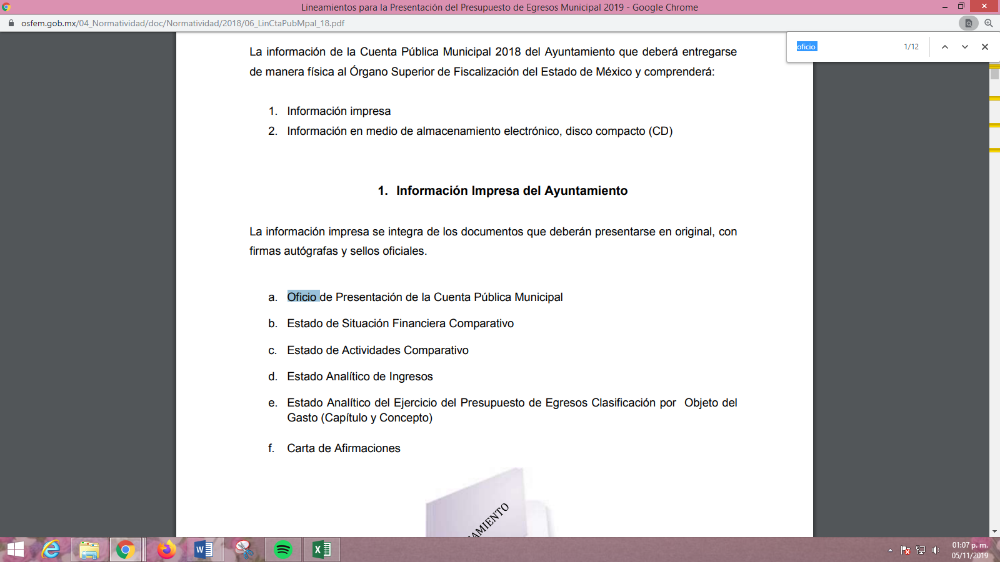 Lineamientos para la Presentación del Presupuesto de Egresos Municipal 2019 - Google Chrome
osfem.gob.mx/04_Normatividad/doc/Normatividad/2018/06_LinCtaPubMpal_18.pdf
oficio 1/12
La información de la Cuenta Pública Municipal 2018 del Ayuntamiento que deberá entregarse
de manera física al Órgano Superior de Fiscalización del Estado de México y comprenderá:
1. Información impresa
2. Información en medio de almacenamiento electrónico, disco compacto (CD)
1. Información Impresa del Ayuntamiento
La información impresa se integra de los documentos que deberán presentarse en original, con
firmas autógrafas y sellos oficiales.
a. Oficio de Presentación de la Cuenta Pública Municipal
b. Estado de Situación Financiera Comparativo
c. Estado de Actividades Comparativo
d. Estado Analítico de Ingresos
e. Estado Analítico del Ejercicio del Presupuesto de Egresos Clasificación por Objeto del
Gasto (Capítulo y Concepto)
f. Carta de Afirmaciones
AMIENTO
01:07 p. m.
05/11/2019